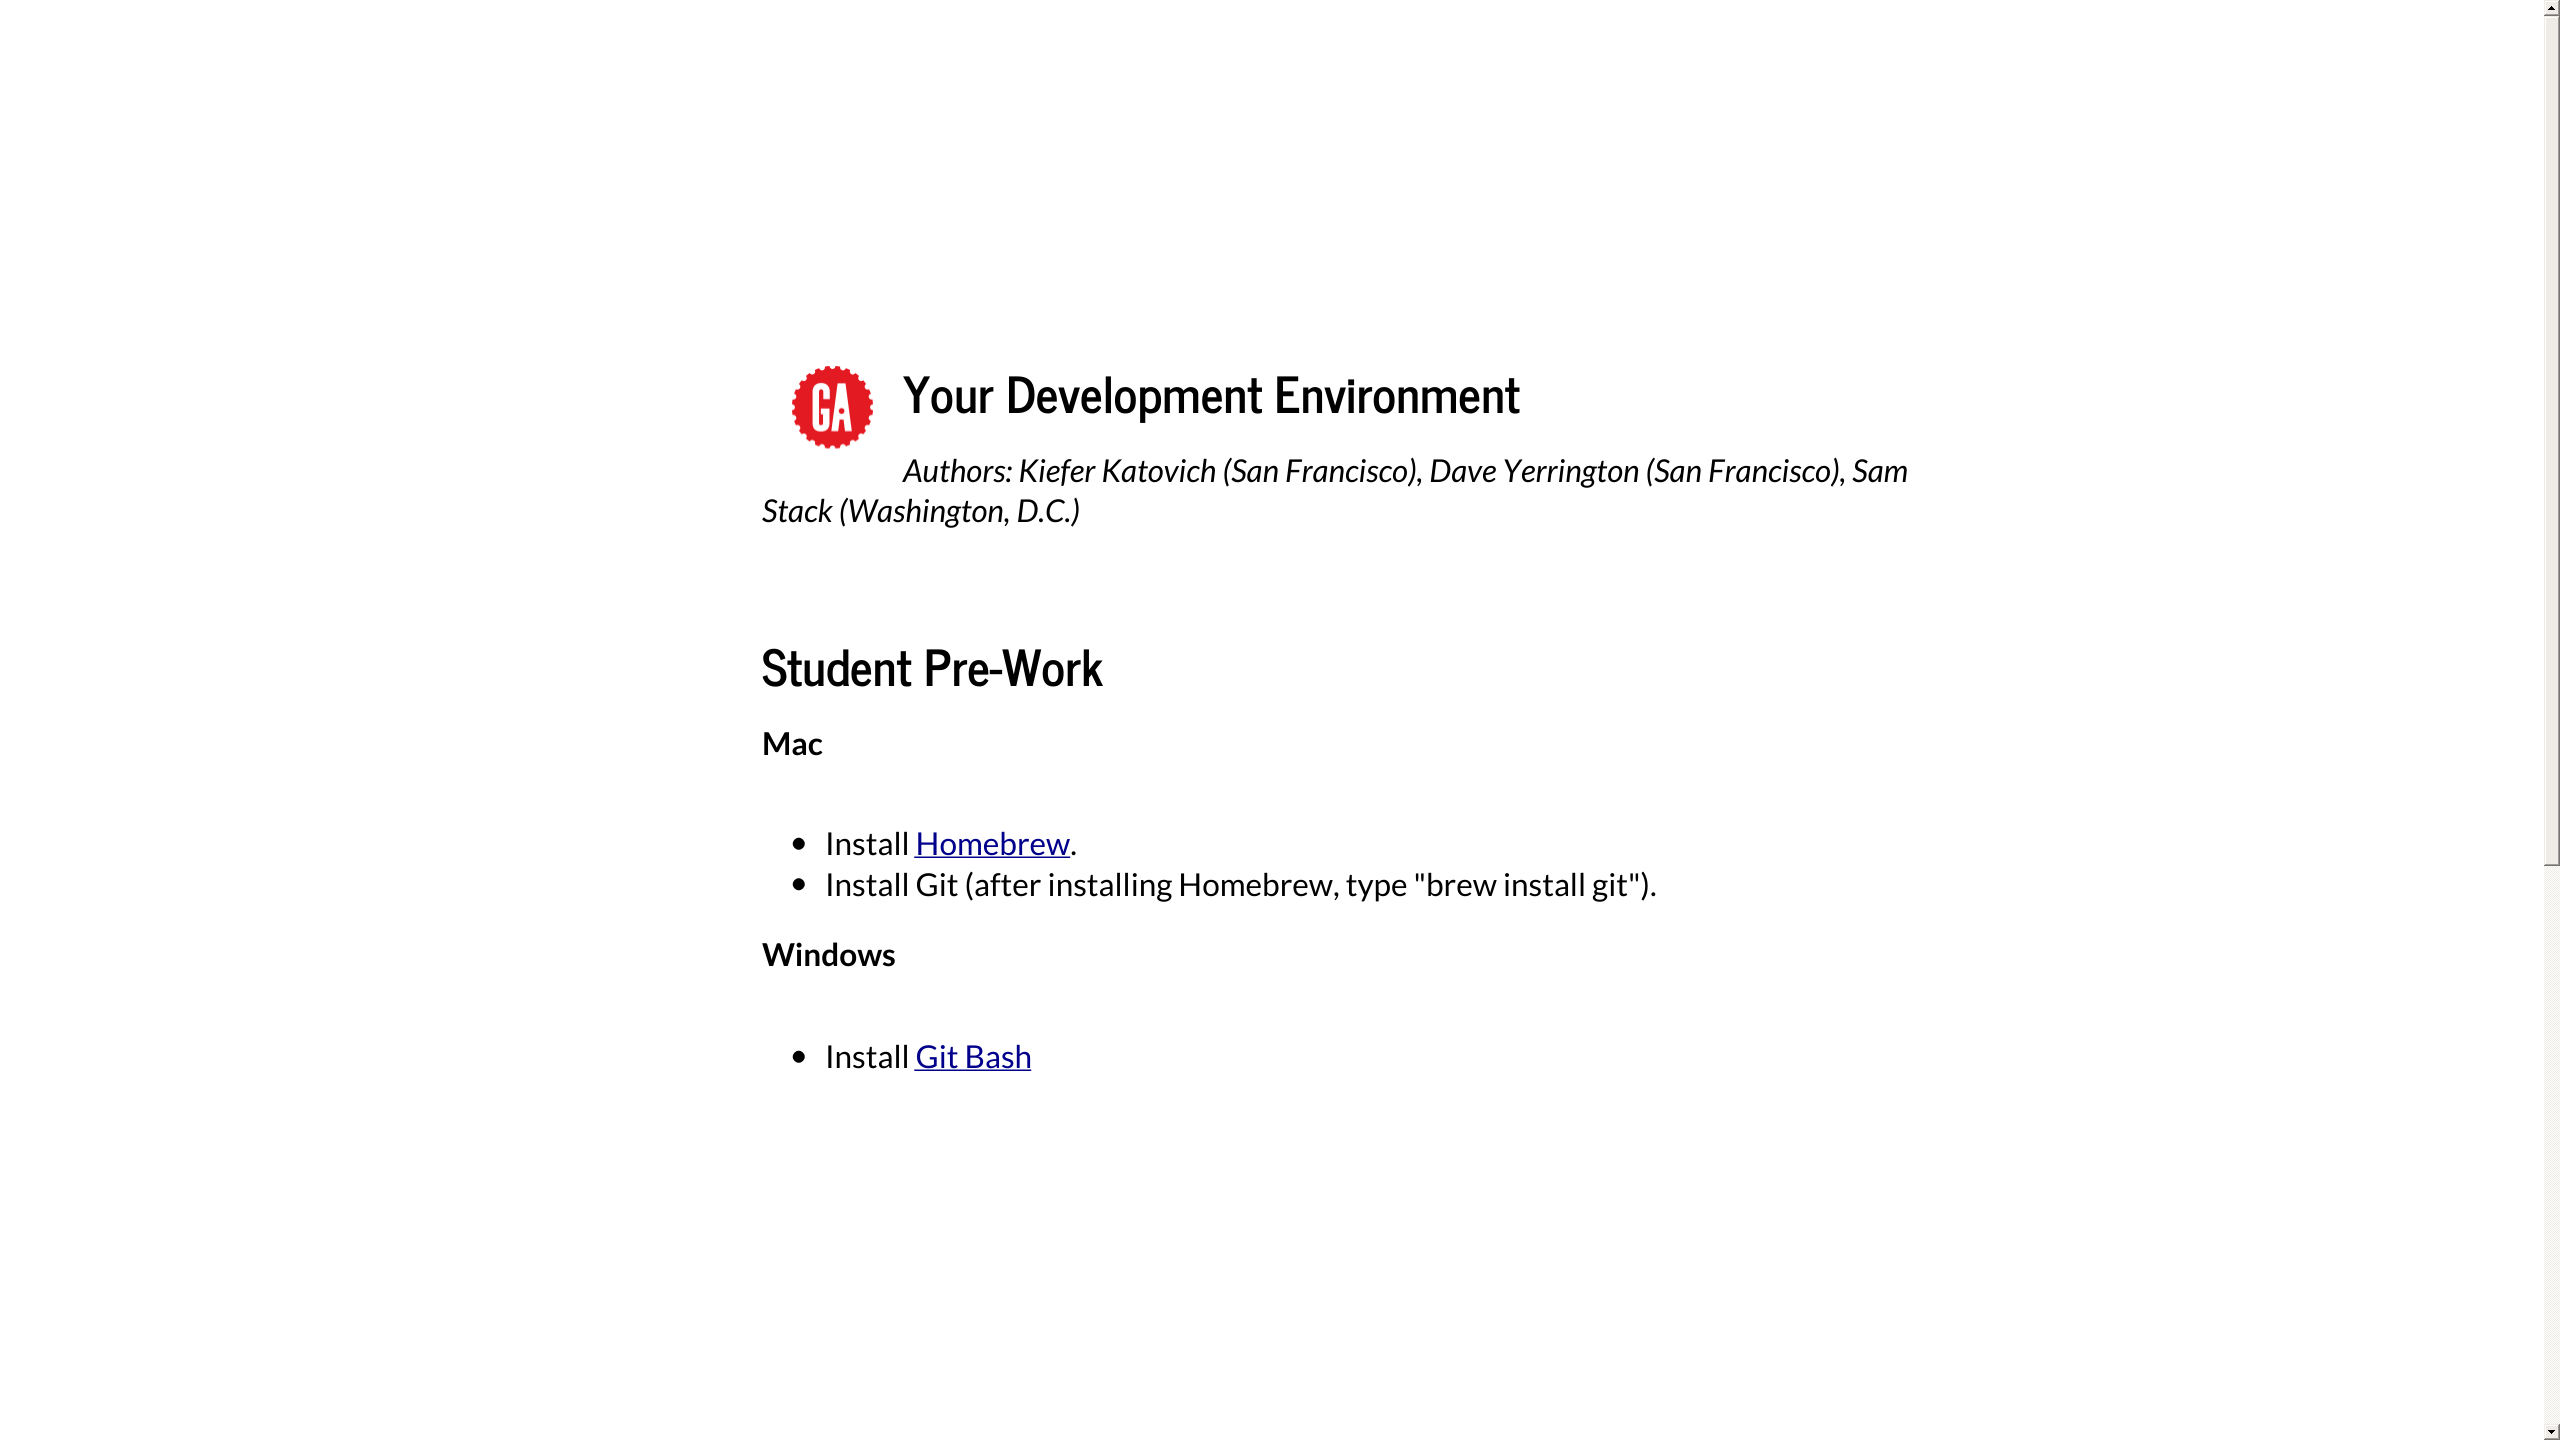 GA
Your Development Environment
Authors: Kiefer Katovich (San Francisco), Dave Yerrington (San Francisco), Sam
Stack (Washington, D.C.)
Student Pre-Work
Mac
Install Homebrew.
Install Git (after installing Homebrew, type "brew install git").
Windows
Install Git Bash